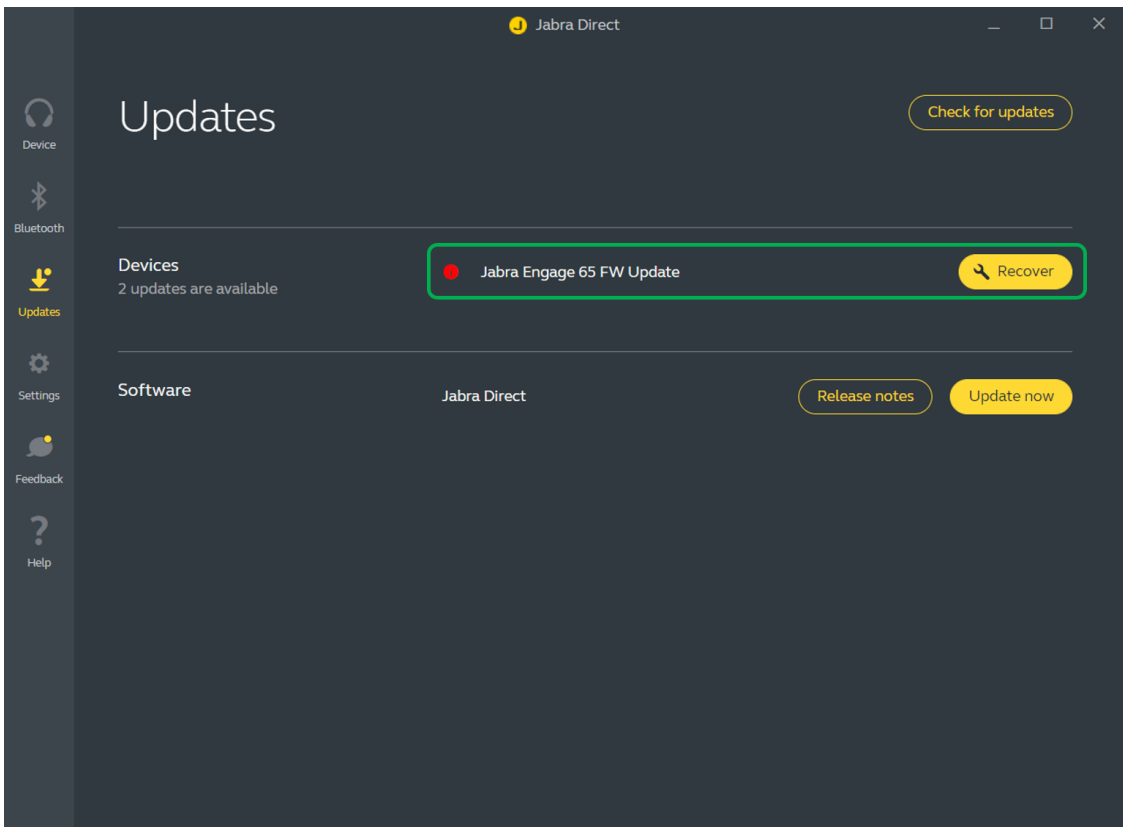 Jabra Direct
Device
Bluetooth
Updates
Settings
Feedback
? Help
Updates
Check for updates
Devices
2 updates are available
Jabra Engage 65 FW Update
Recover
Software
Jabra Direct
Release notes
Update now